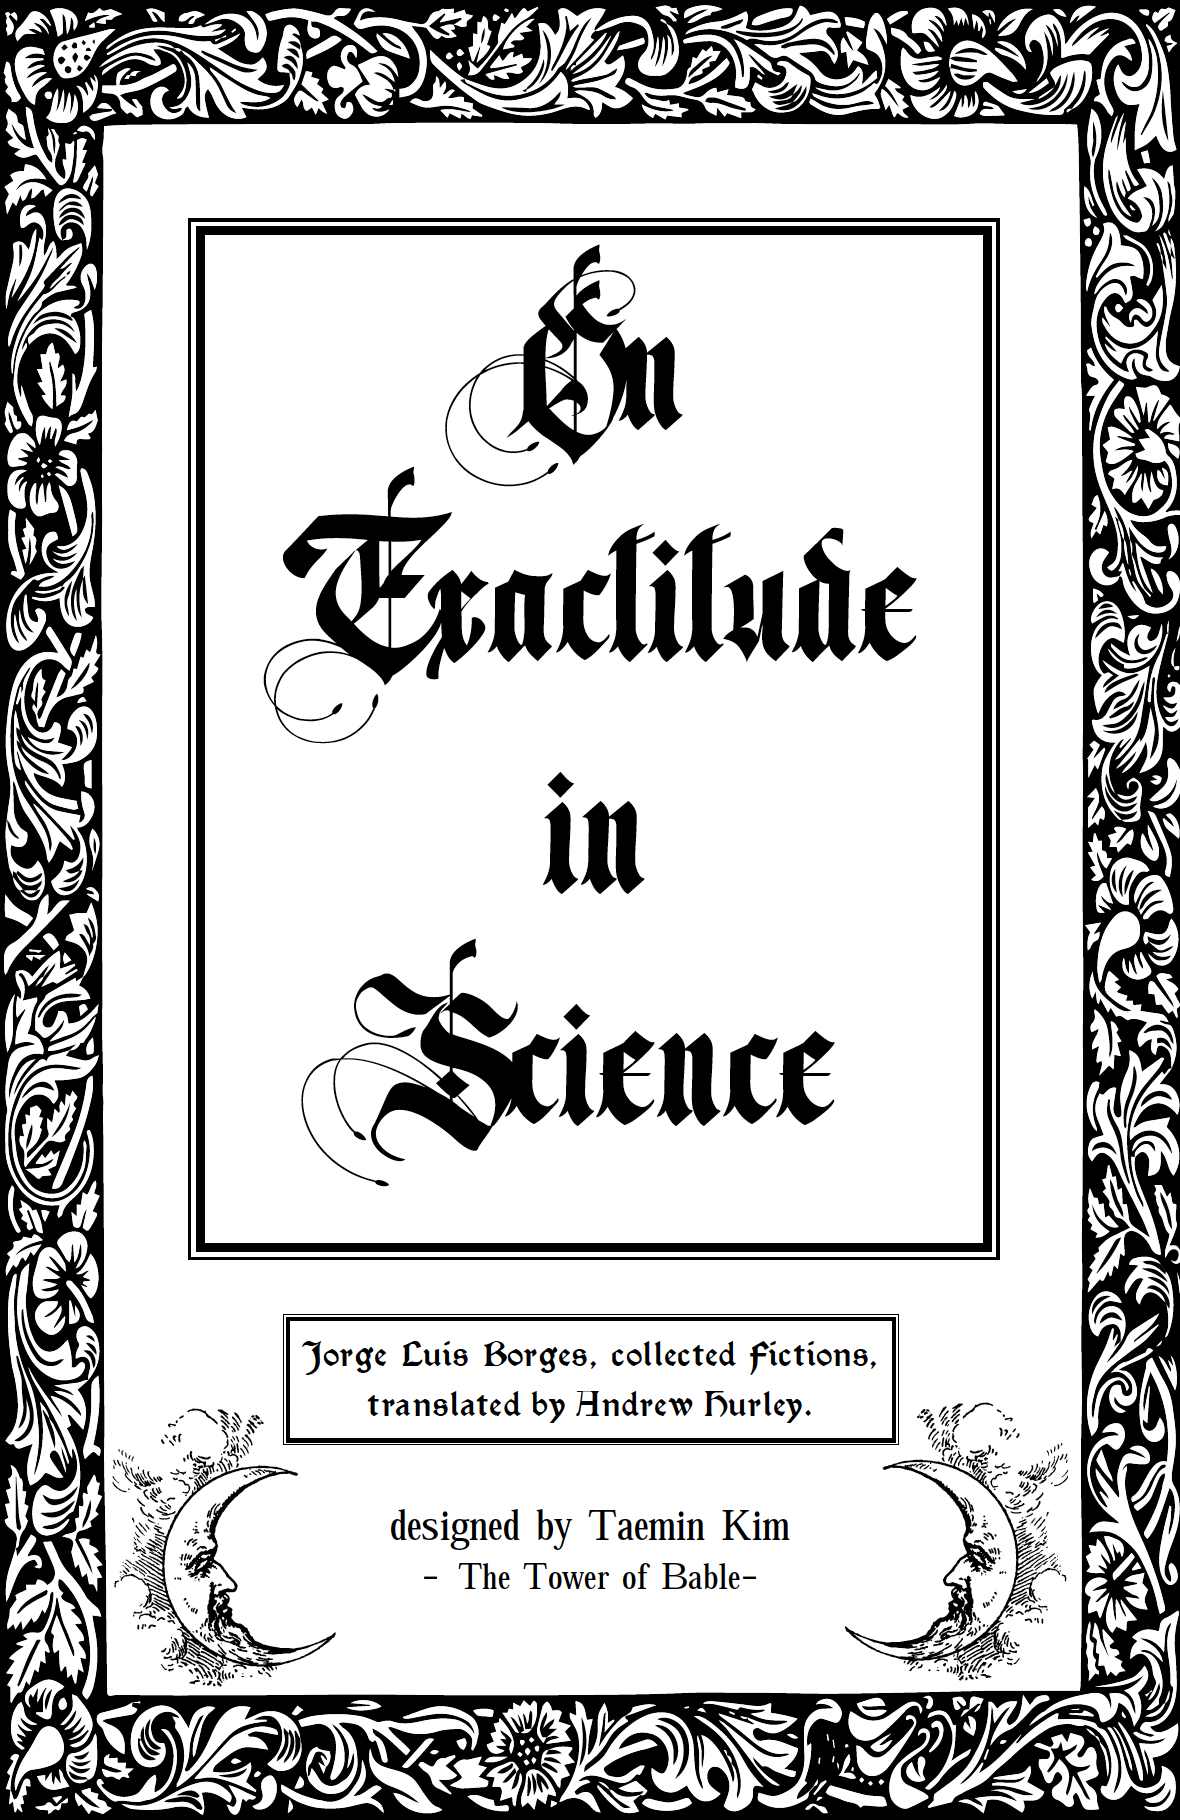 On
Exactitude
in
Science
Jorge Luis Borges, collected Fictions,
translated by Andrew Hurley.
designed by Taemin Kim
- The Tower of Bable-